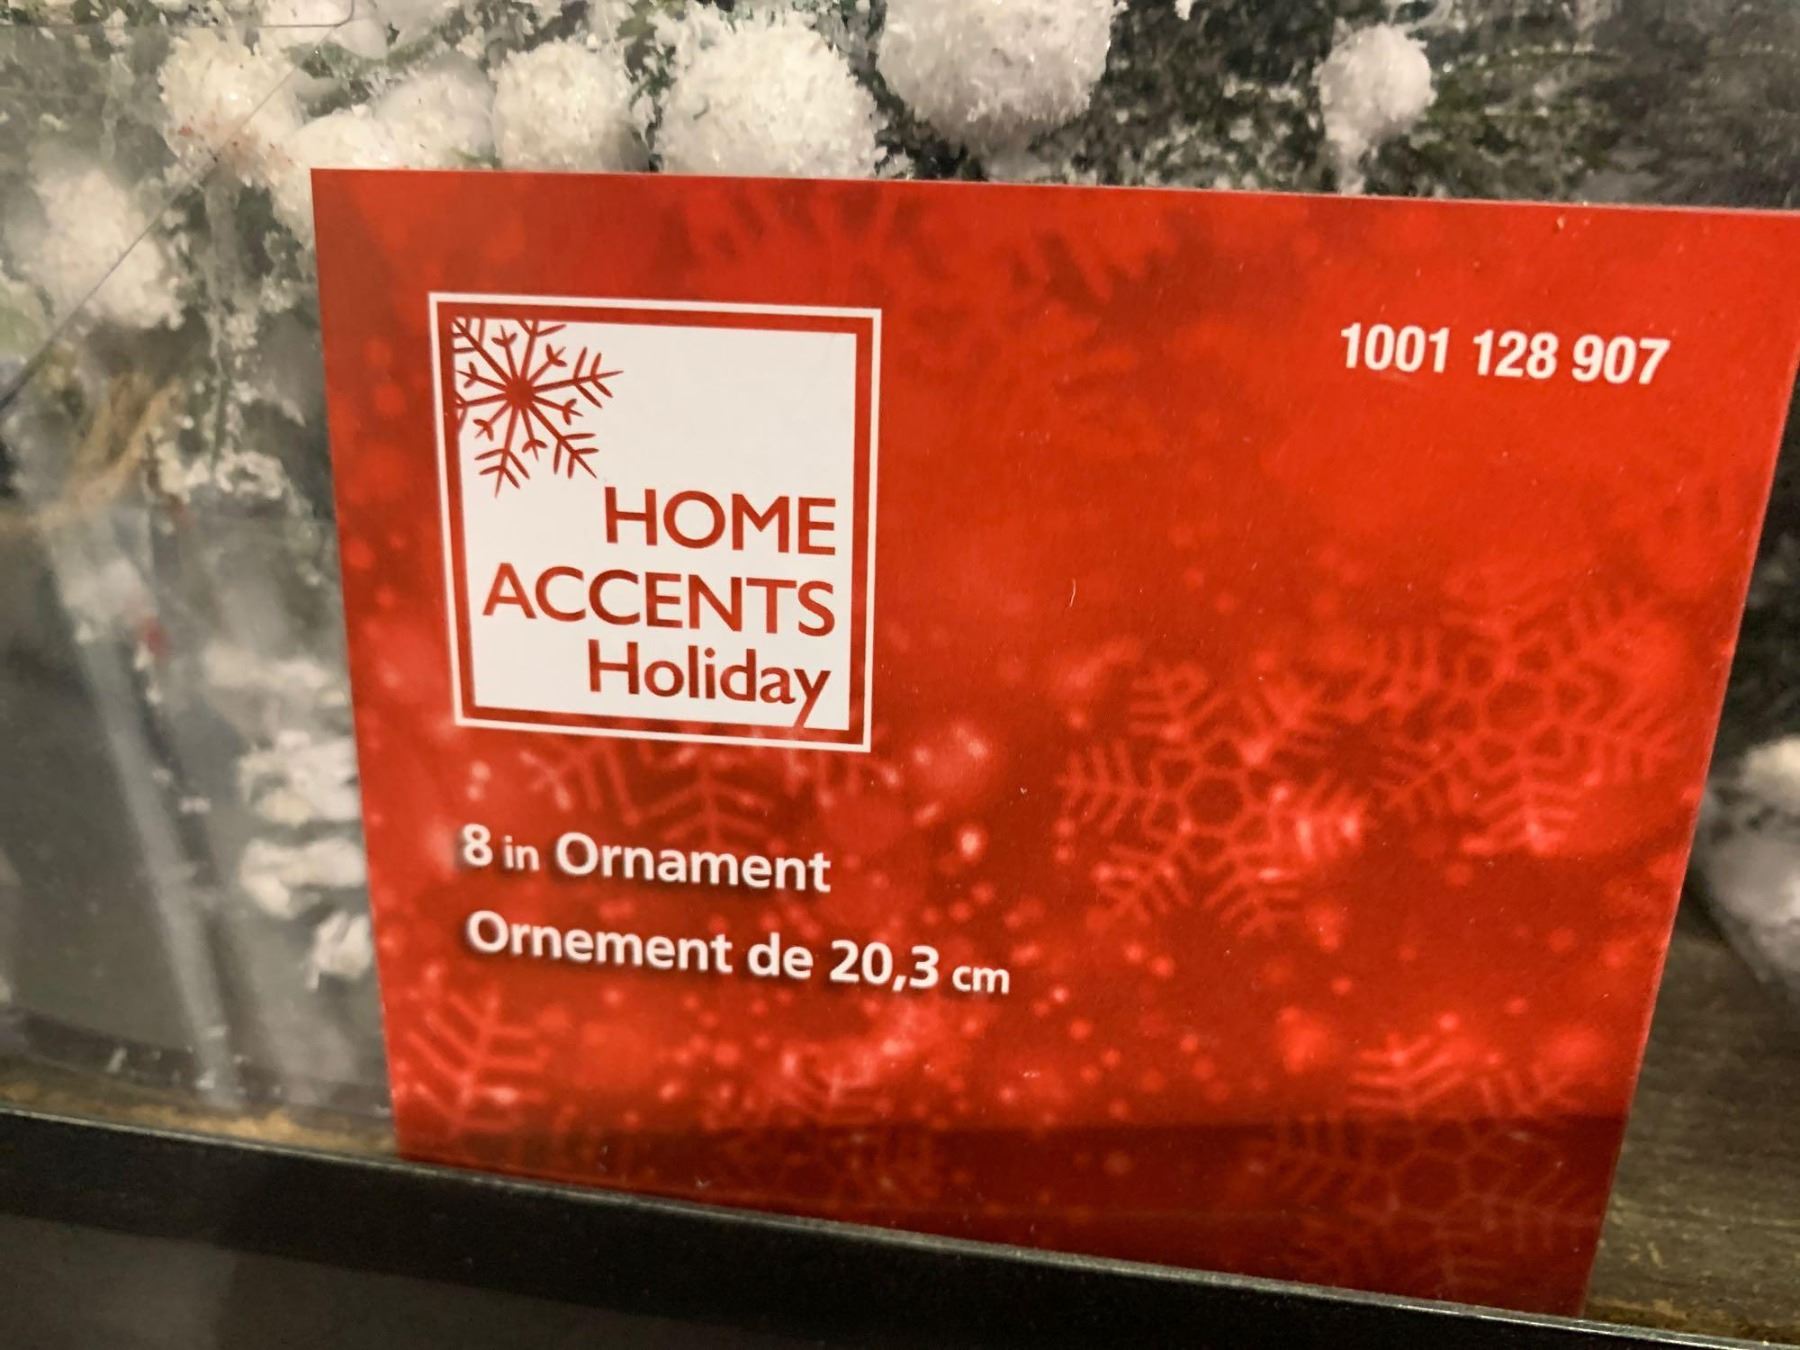 1001 128 907
HOME
ACCENTS
Holiday
8 in Ornament
Ornement de 20,3 cm